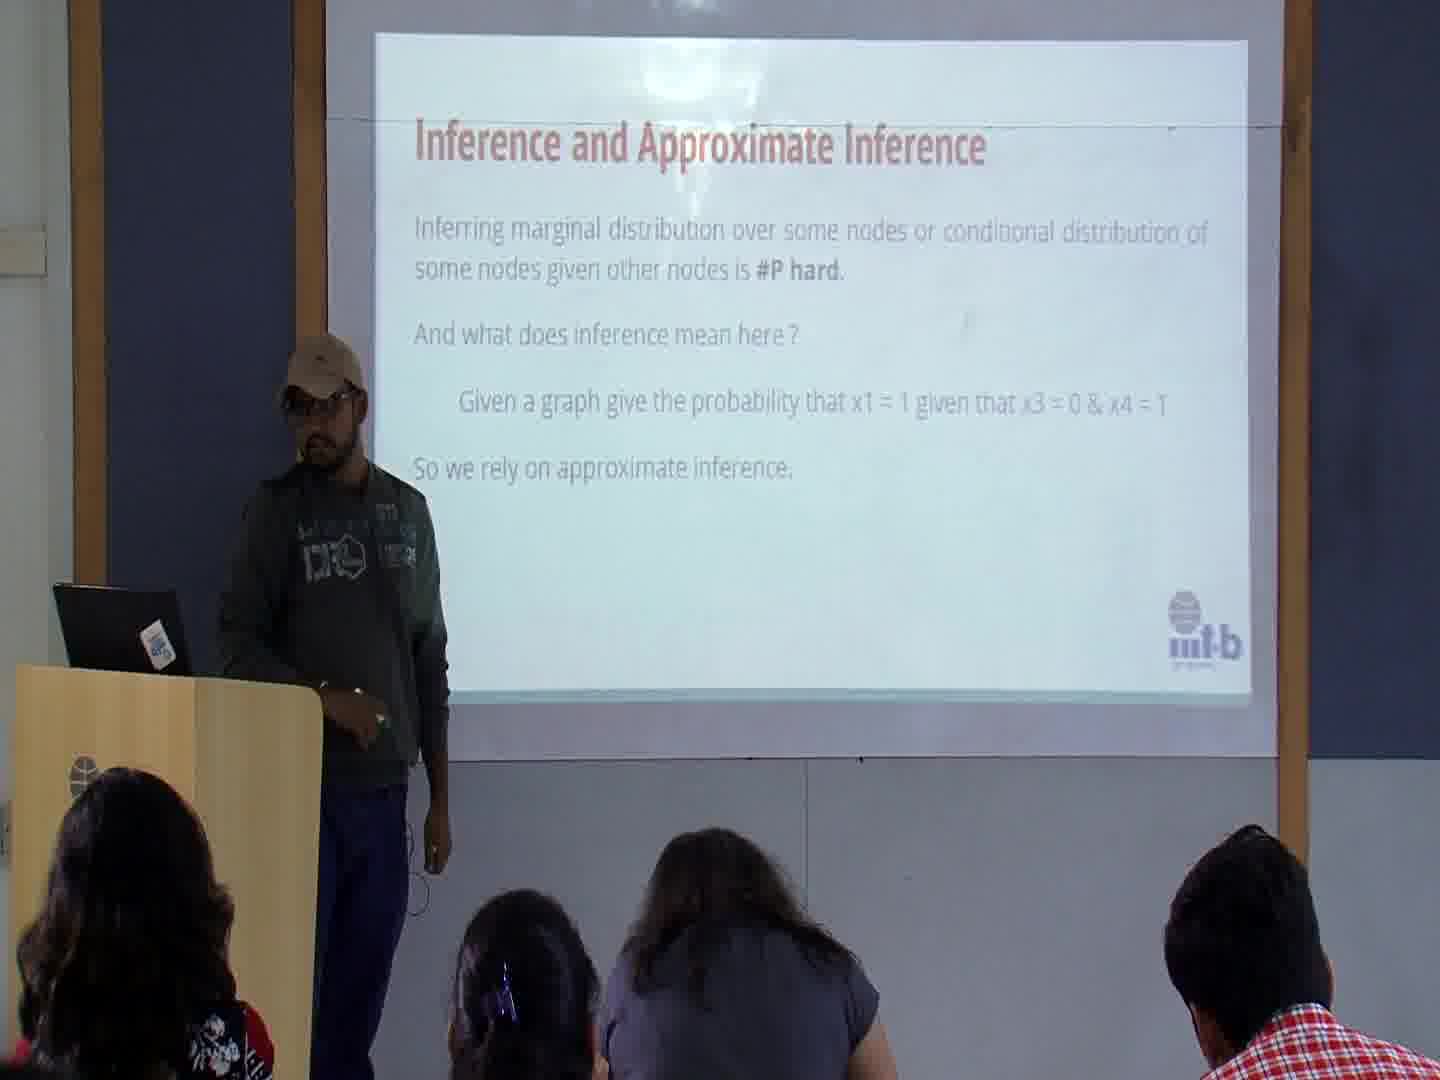 Inference and Approximate Inference
Inferring marginal distribution over some nodes or conditional distribution of
some nodes given other nodes is #P hard.
And what does inference mean here ?
Given a graph give the probability that x1 = 1 given that x3 = 0 & x4 = 1
So we rely on approximate inference.
iiit-b